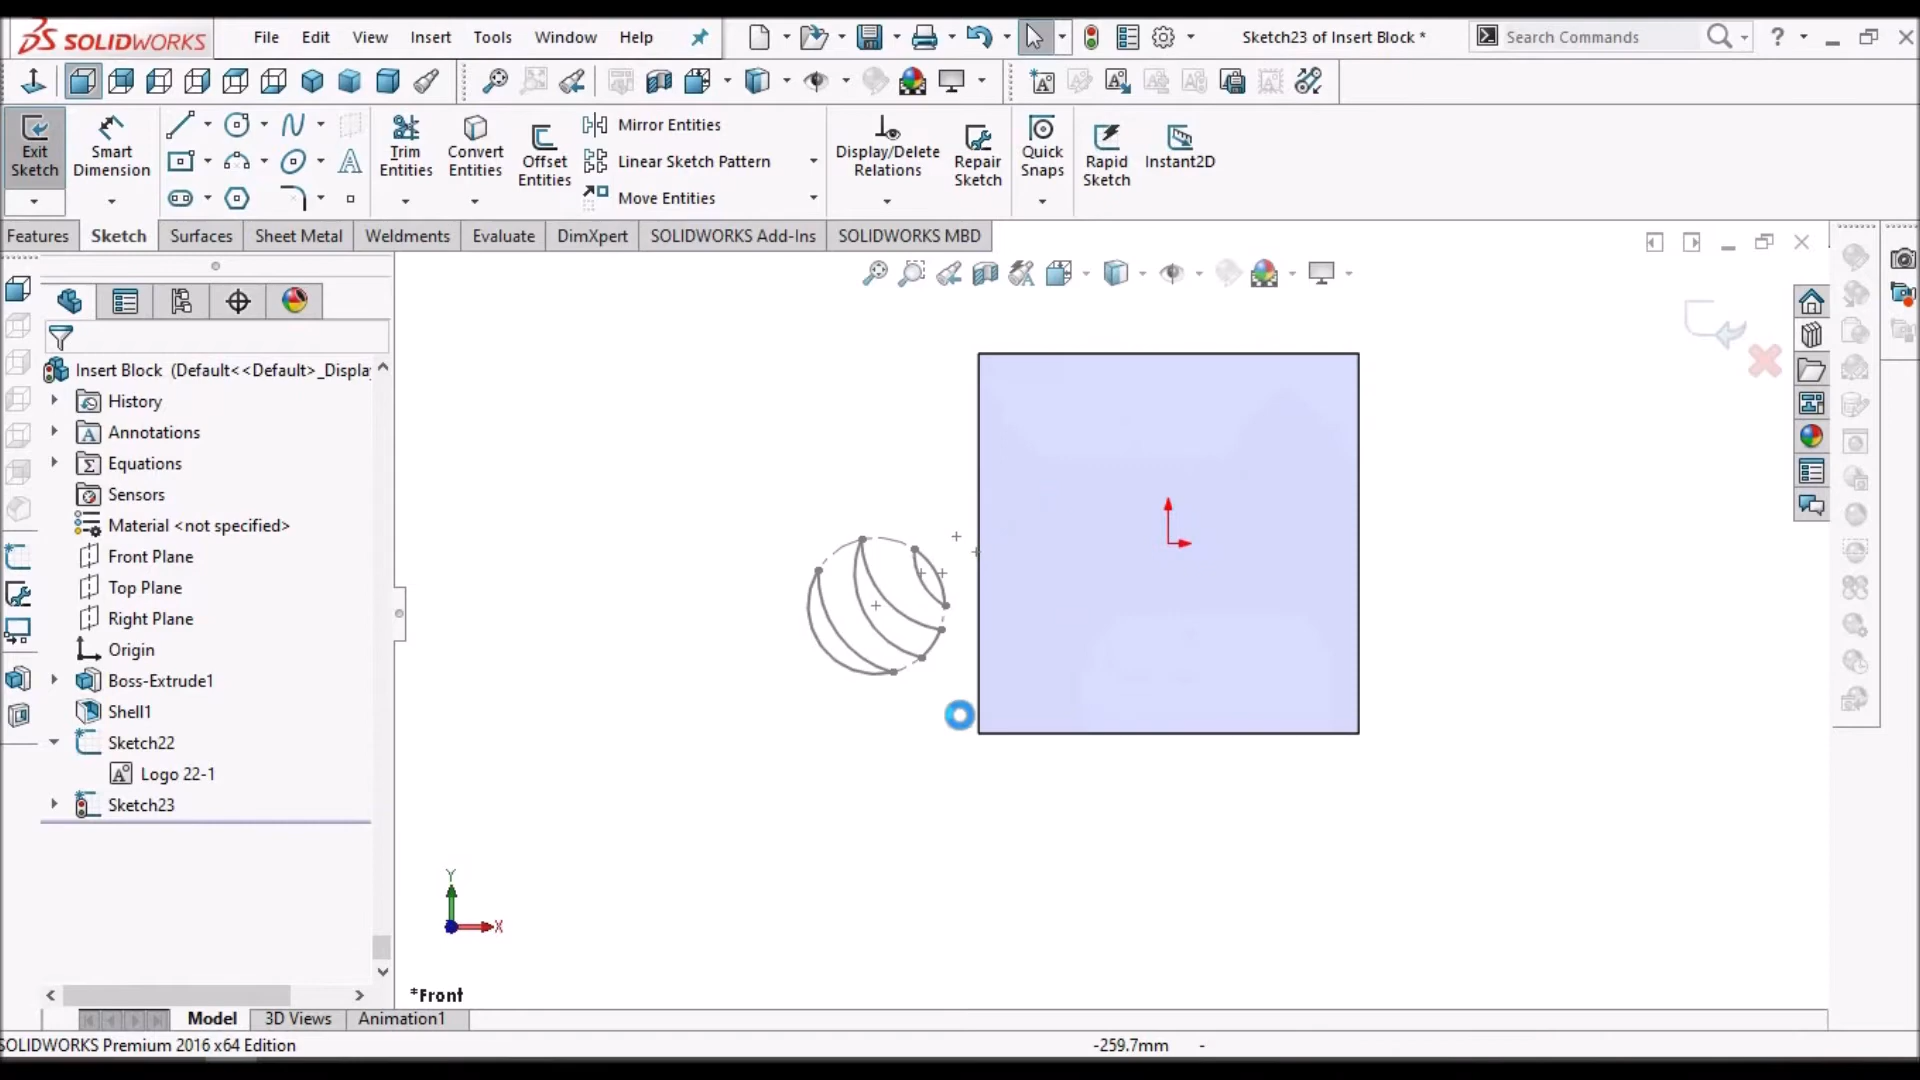 SOLIDWORKS
File Edit View Insert Tools Window Help
Sketch23 of Insert Block *
Search Commands
Exit Sketch
Smart Dimension
Trim Entities
Convert Entities
Offset Entities
Mirror Entities
Linear Sketch Pattern
Move Entities
Display/Delete Relations
Repair Sketch
Quick Snaps
Rapid Sketch
Instant2D
Features Sketch Surfaces Sheet Metal Weldments Evaluate DimXpert SOLIDWORKS Add-Ins SOLIDWORKS MBD
Insert Block (Default<<Default>_Displa
History
Annotations
Equations
Sensors
Material <not specified>
Front Plane
Top Plane
Right Plane
Origin
Boss-Extrude1
Shell1
Sketch22
Logo 22-1
Sketch23
Y
X
*Front
Model 3D Views Animation1
SOLIDWORKS Premium 2016 x64 Edition
-259.7mm -